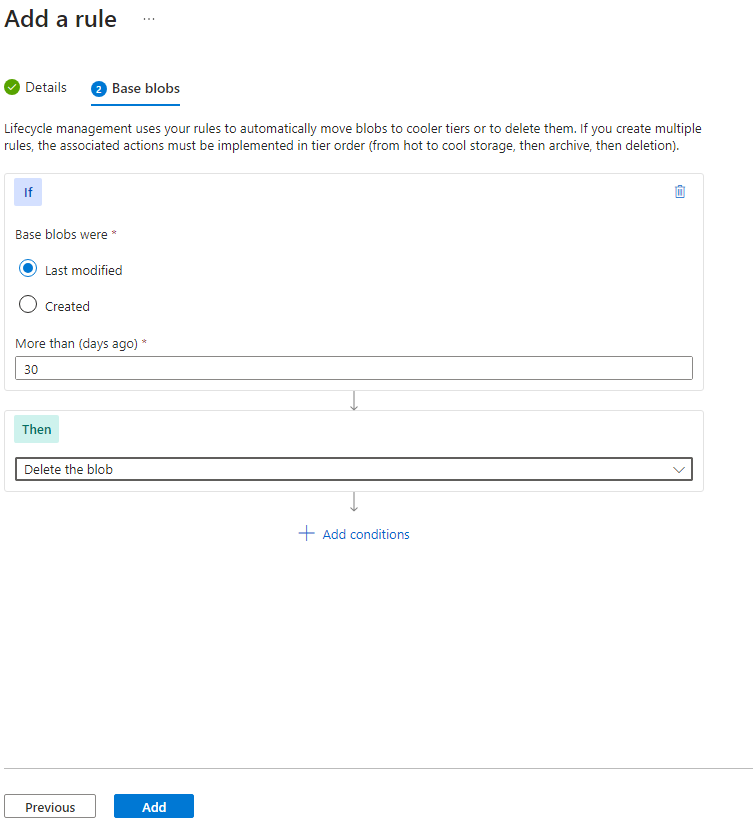 Add a rule ...
Details
2 Base blobs
Lifecycle management uses your rules to automatically move blobs to cooler tiers or to delete them. If you create multiple
rules, the associated actions must be implemented in tier order (from hot to cool storage, then archive, then deletion).
If
Base blobs were *
Last modified
Created
More than (days ago) *
30
Then
Delete the blob
Add conditions
Previous
Add